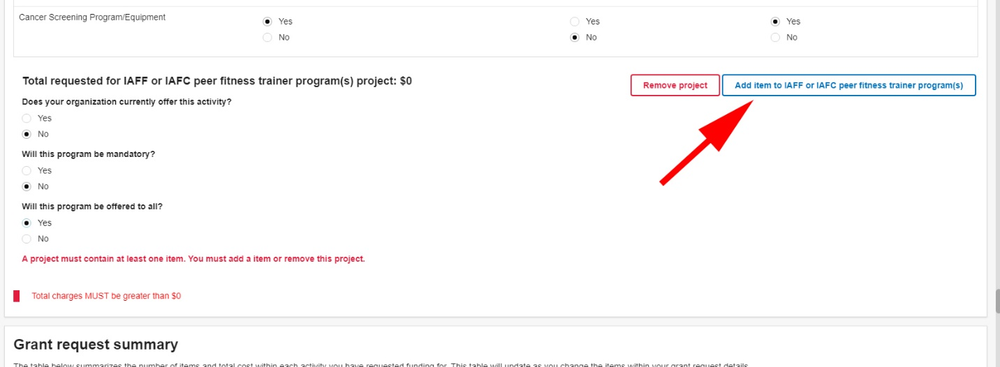 Cancer Screening Program/Equipment
Yes Yes Yes
No No No
Total requested for IAFF or IAFC peer fitness trainer program(s) project: $0
Remove project Add item to IAFF or IAFC peer fitness trainer program(s)
Does your organization currently offer this activity?
Yes
No
Will this program be mandatory?
Yes
No
Will this program be offered to all?
Yes
No
A project must contain at least one item. You must add a item or remove this project.
Total charges MUST be greater than $0
Grant request summary
The table below summarizes the number of items and total cost within each activity you have requested funding for. This table will update as you change the items within your grant request details.